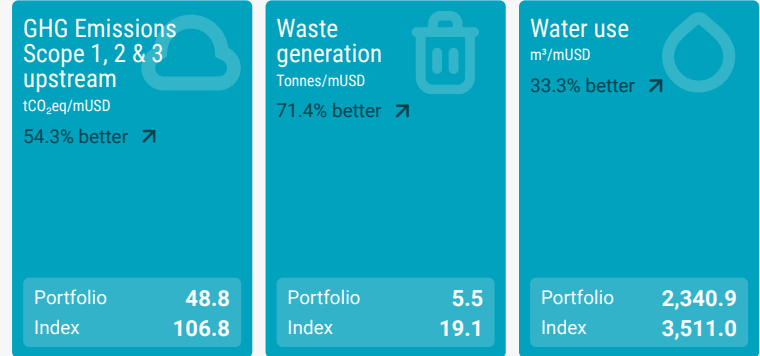 GHG Emissions
Scope 1, 2 & 3
upstream
tCO₂eq/mUSD
54.3% better
Portfolio 48.8
Index 106.8
Waste
generation
Tonnes/mUSD
71.4% better
Portfolio 5.5
Index 19.1
Water use
m³/mUSD
33.3% better
Portfolio 2,340.9
Index 3,511.0